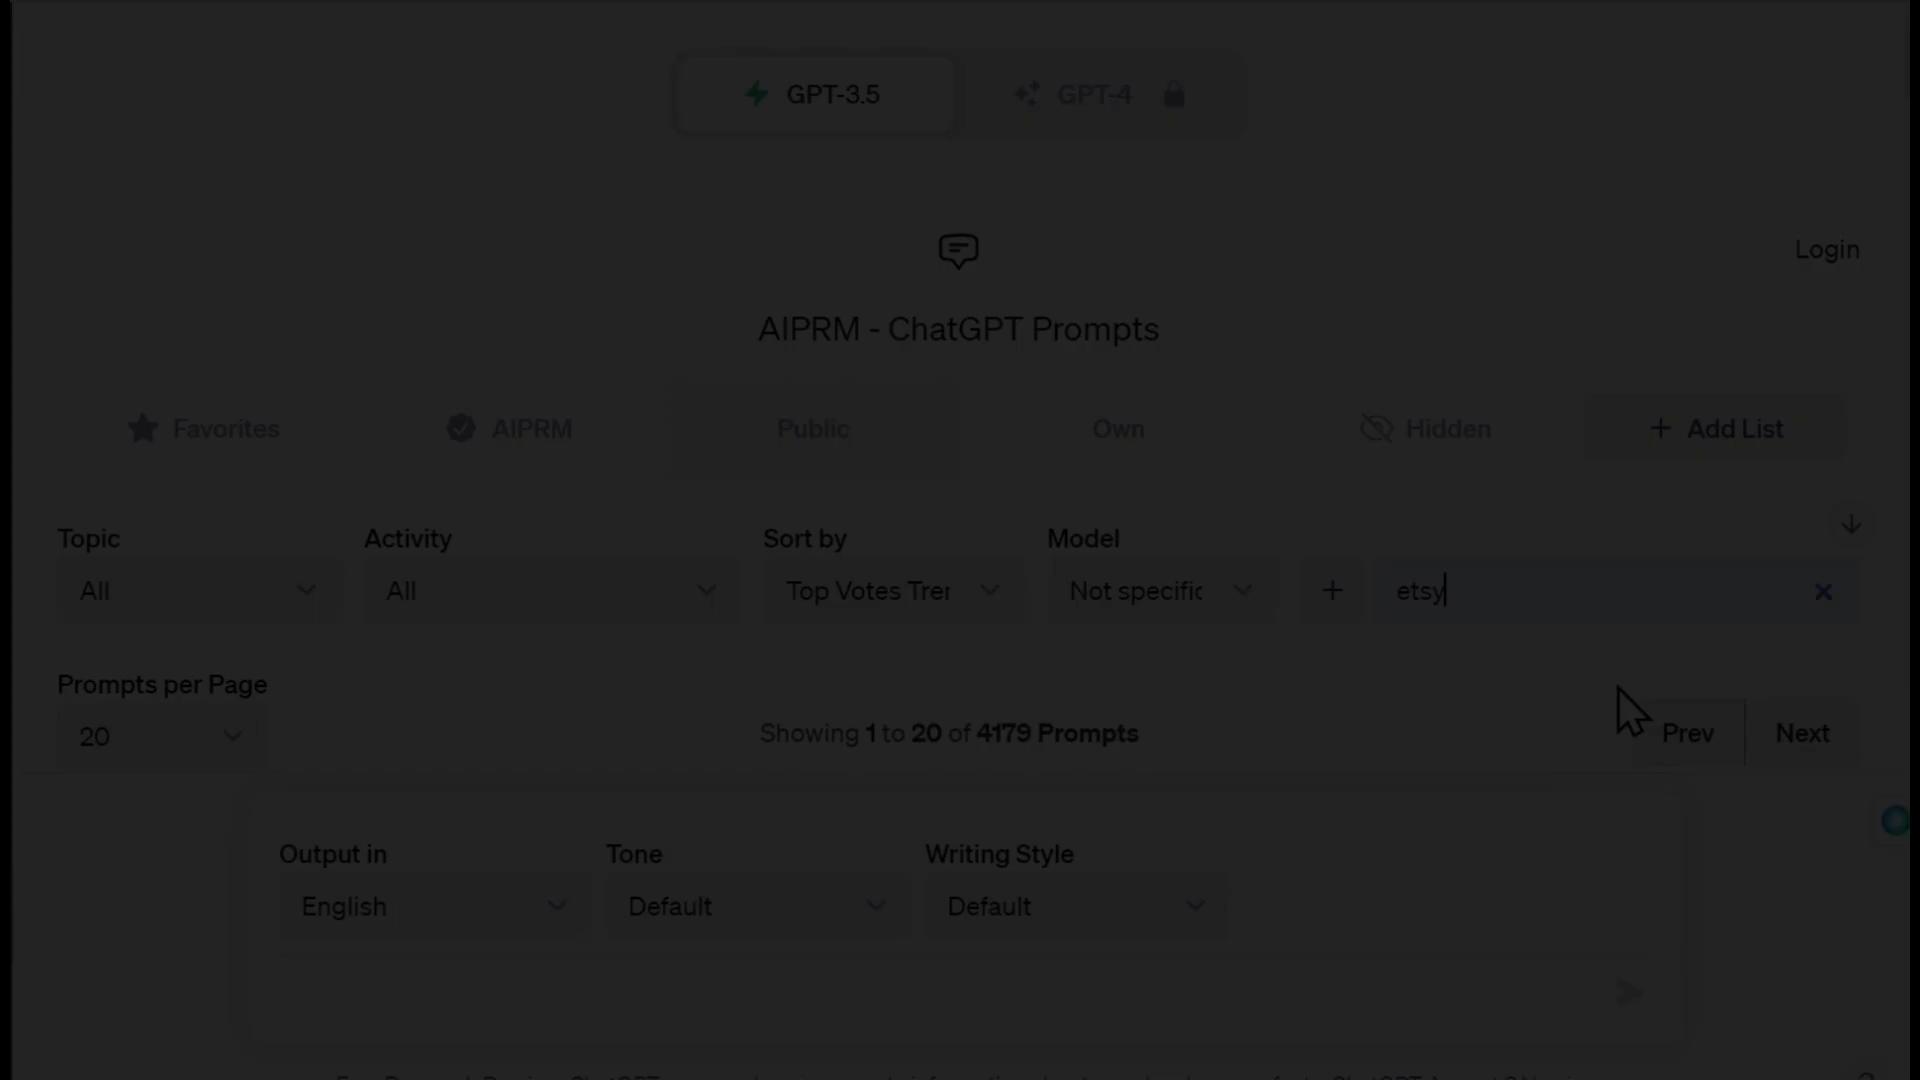 GPT-3.5 GPT-4
Login
AIPRM - ChatGPT Prompts
Favorites AIPRM Public Own Hidden + Add List
Topic Activity Sort by Model
All All Top Votes Tren Not specific + etsy
Prompts per Page
20 Showing 1 to 20 of 4179 Prompts Prev Next
Output in Tone Writing Style
English Default Default